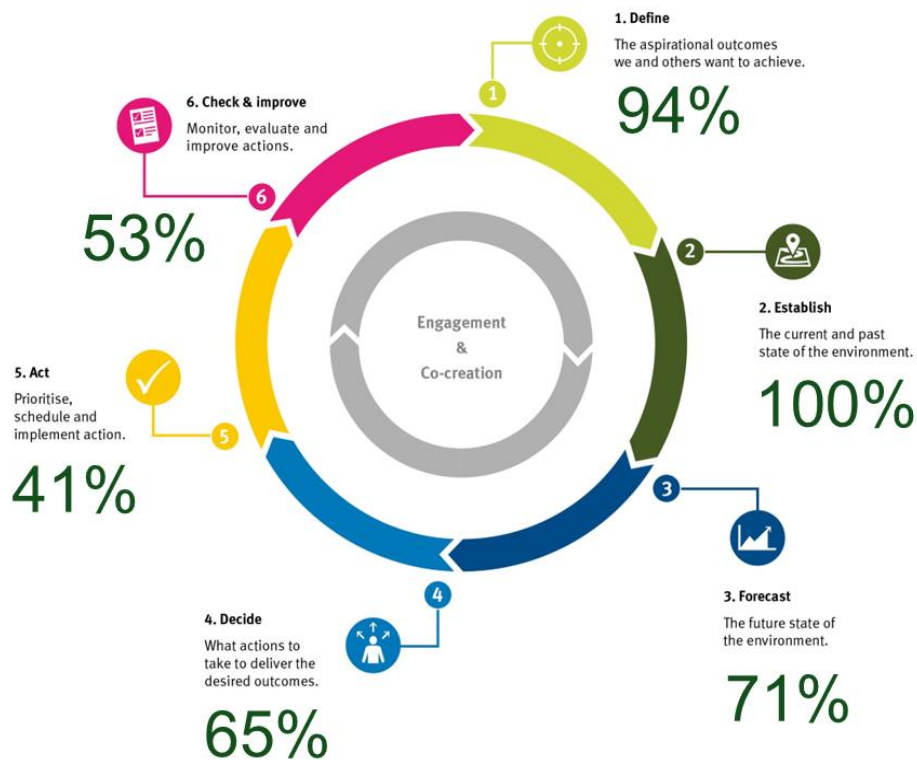 1. Define
The aspirational outcomes
we and others want to achieve.
94%
1
2
2. Establish
The current and past
state of the environment.
100%
3
3. Forecast
The future state of
the environment.
71%
4
4. Decide
What actions to
take to deliver the
desired outcomes.
65%
5. Act
Prioritise,
schedule and
implement action.
41%
5
6. Check & improve
Monitor, evaluate and
improve actions.
53%
6
Engagement
&
Co-creation